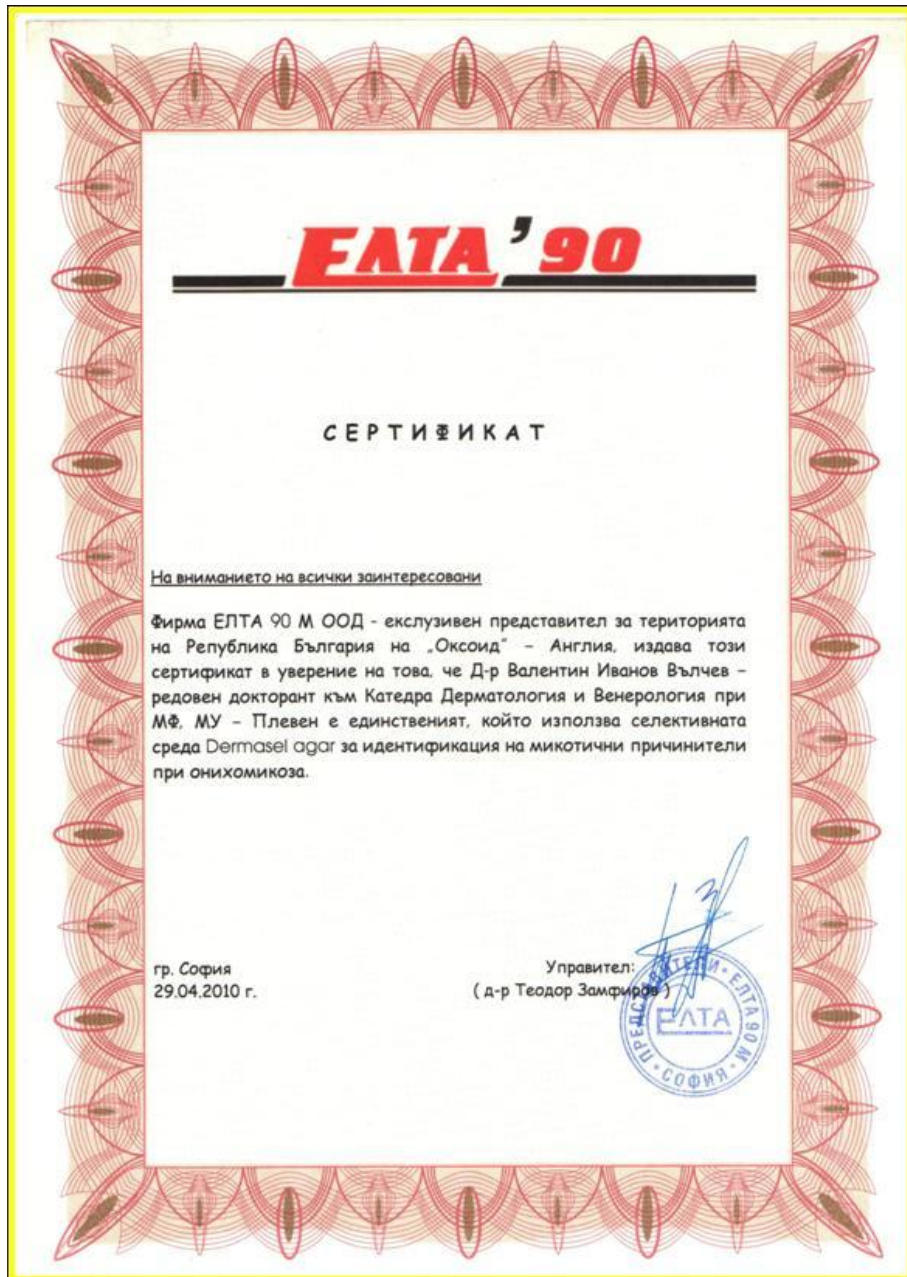 ЕЛТА '90
СЕРТИФИКАТ
На вниманието на всички заинтересовани
Фирма ЕЛТА 90 М ООД - екслузивен представител за територията
на Република България на „Оксоид" – Англия, издава този
сертификат в уверение на това, че Д-р Валентин Иванов Вълчев –
редовен докторант към Катедра Дерматология и Венерология при
МФ, МУ – Плевен е единственият, който използва селективната
среда Dermasel agar за идентификация на микотични причинители
при онихомикоза.
гр. София
29.04.2010 г.
Управител:
( д-р Теодор Замфиров )
ПРЕДСТАВИТЕЛИ • ЕЛТА 90 М • СОФИЯ •
ЕЛТА